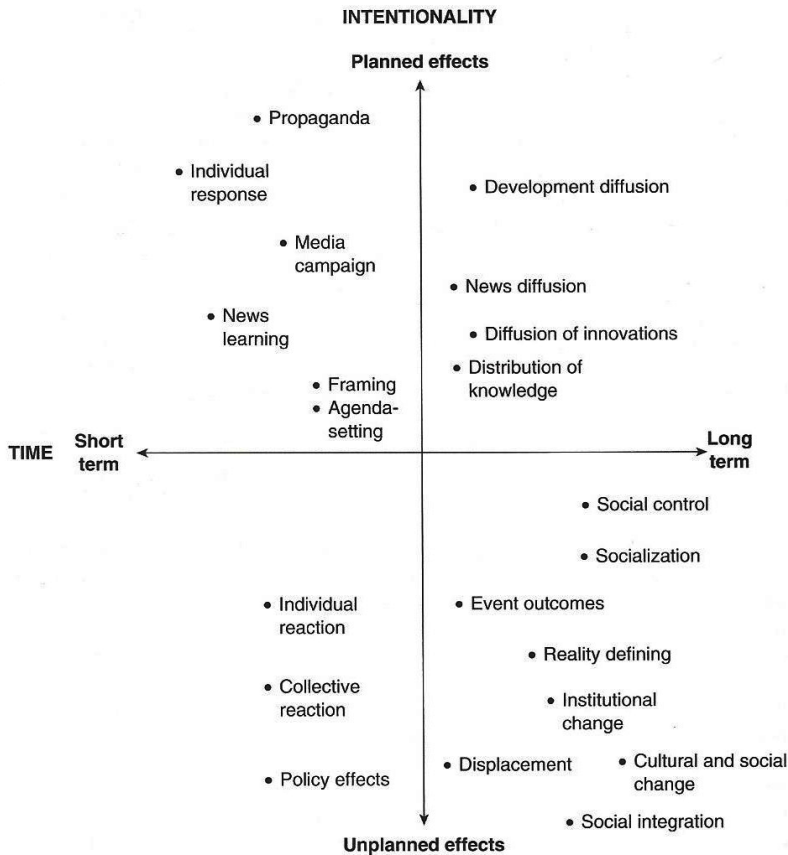 INTENTIONALITY
Planned effects
• Propaganda
• Individual
response
• Development diffusion
• Media
campaign
• News diffusion
• News
learning
• Diffusion of innovations
• Distribution of
knowledge
• Framing
• Agenda-
setting
TIME
Short
term
Long
term
• Social control
• Socialization
• Individual
reaction
• Event outcomes
• Reality defining
• Collective
reaction
• Institutional
change
• Displacement
• Cultural and social
change
• Policy effects
• Social integration
Unplanned effects